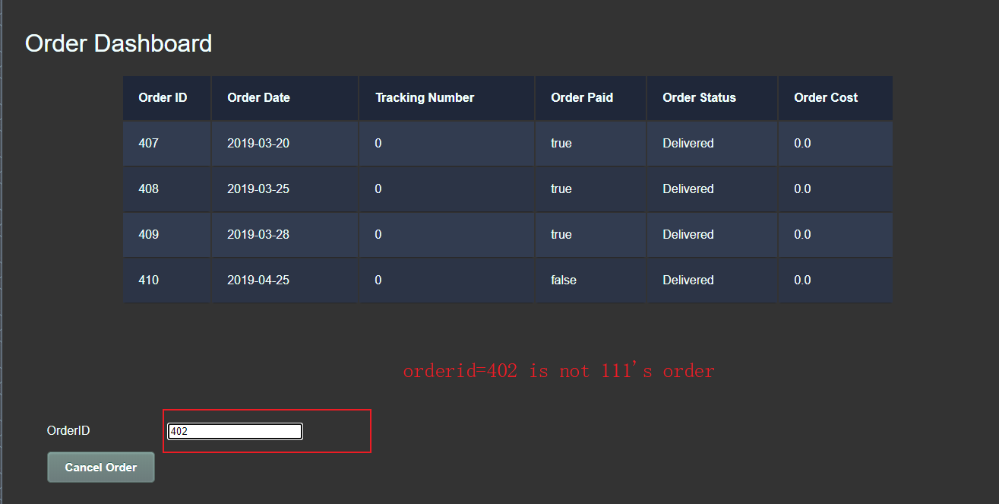 Order Dashboard
Order ID Order Date Tracking Number Order Paid Order Status Order Cost
407 2019-03-20 0 true Delivered 0.0
408 2019-03-25 0 true Delivered 0.0
409 2019-03-28 0 true Delivered 0.0
410 2019-04-25 0 false Delivered 0.0
orderid=402 is not 111's order
OrderID 402
Cancel Order